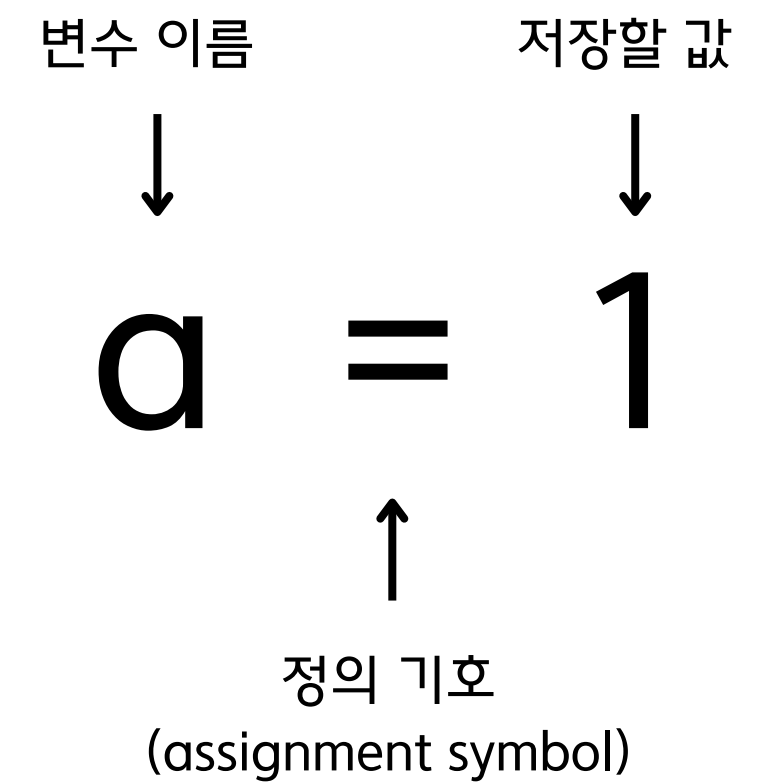 변수 이름 저장할 값
a = 1
정의 기호
(assignment symbol)